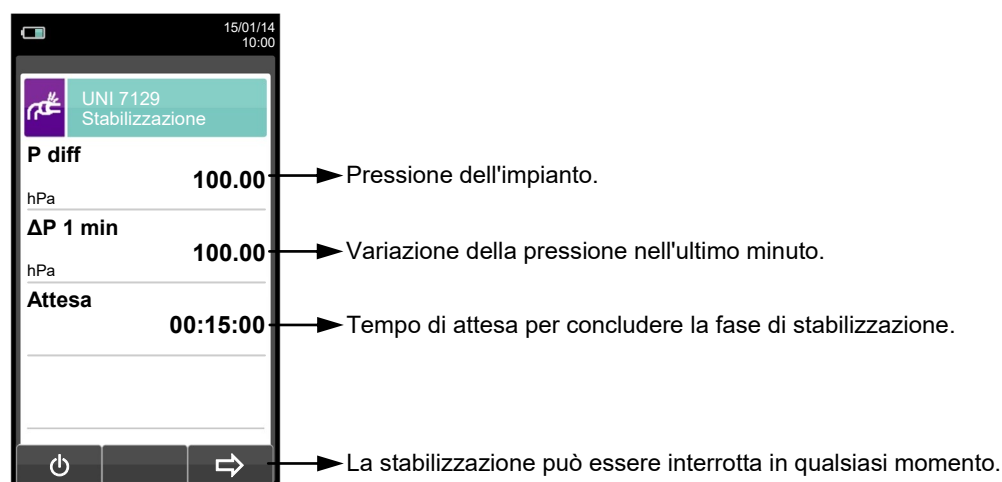 15/01/14
10:00
UNI 7129
Stabilizzazione
P diff
100.00
hPa
Pressione dell'impianto.
ΔP 1 min
100.00
hPa
Variazione della pressione nell'ultimo minuto.
Attesa
00:15:00
Tempo di attesa per concludere la fase di stabilizzazione.
La stabilizzazione può essere interrotta in qualsiasi momento.